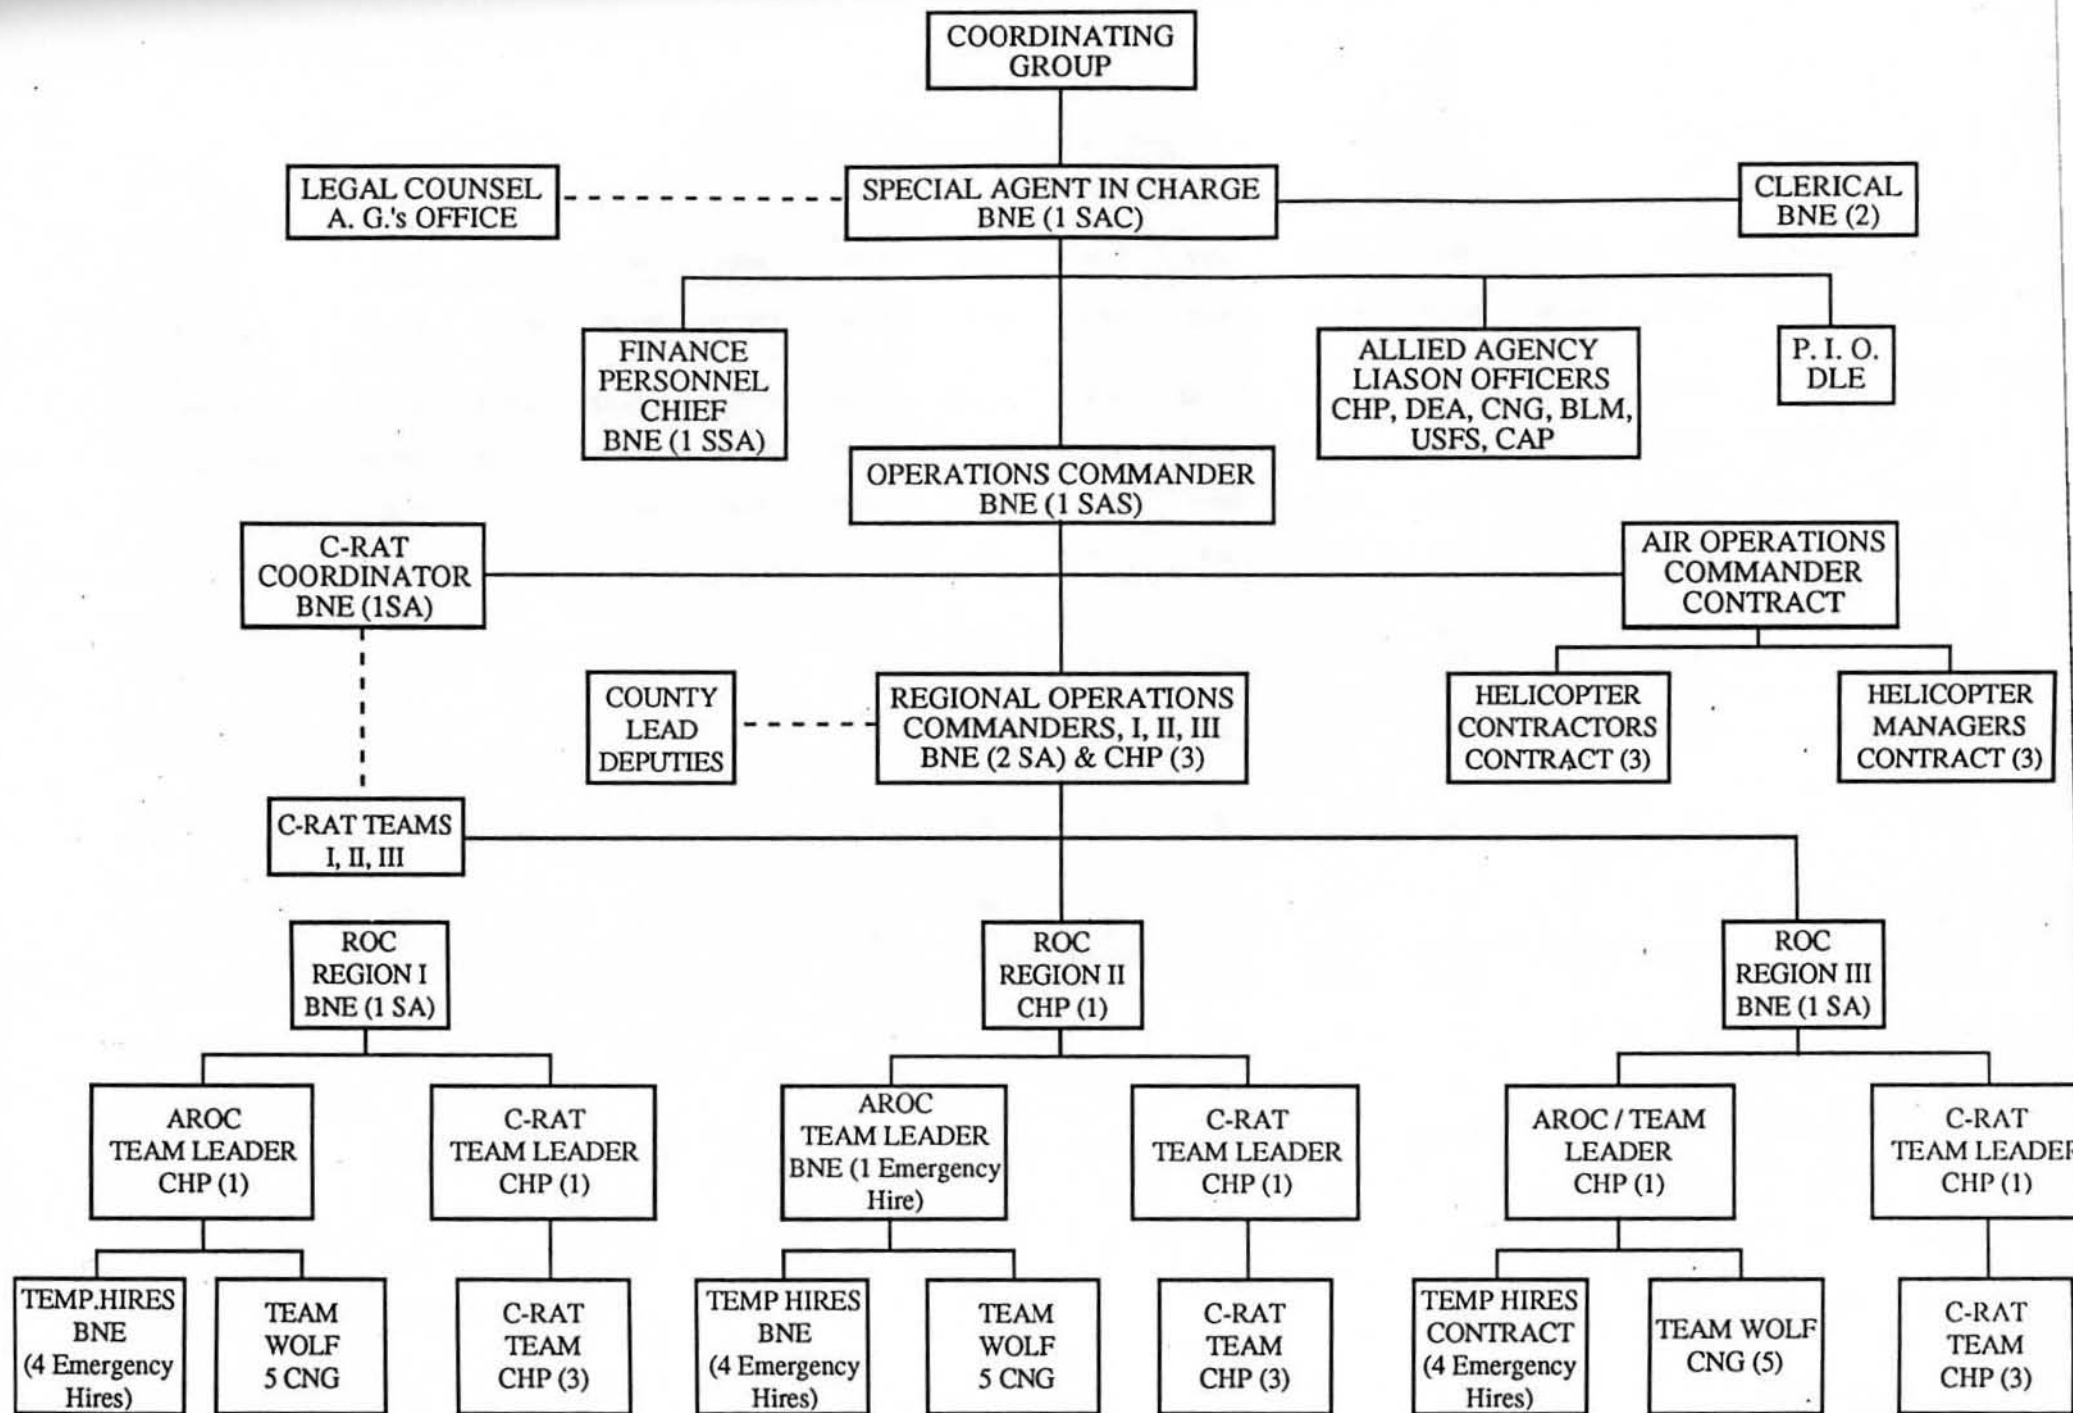 COORDINATING
GROUP
LEGAL COUNSEL
A. G.'s OFFICE
SPECIAL AGENT IN CHARGE
BNE (1 SAC)
CLERICAL
BNE (2)
FINANCE
PERSONNEL
CHIEF
BNE (1 SSA)
ALLIED AGENCY
LIASON OFFICERS
CHP, DEA, CNG, BLM,
USFS, CAP
P. I. O.
DLE
OPERATIONS COMMANDER
BNE (1 SAS)
C-RAT
COORDINATOR
BNE (1SA)
AIR OPERATIONS
COMMANDER
CONTRACT
COUNTY
LEAD
DEPUTIES
REGIONAL OPERATIONS
COMMANDERS, I, II, III
BNE (2 SA) & CHP (3)
HELICOPTER
CONTRACTORS
CONTRACT (3)
HELICOPTER
MANAGERS
CONTRACT (3)
C-RAT TEAMS
I, II, III
ROC
REGION I
BNE (1 SA)
ROC
REGION II
CHP (1)
ROC
REGION III
BNE (1 SA)
AROC
TEAM LEADER
CHP (1)
C-RAT
TEAM LEADER
CHP (1)
AROC
TEAM LEADER
BNE (1 Emergency
Hire)
C-RAT
TEAM LEADER
CHP (1)
AROC / TEAM
LEADER
CHP (1)
C-RAT
TEAM LEADER
CHP (1)
TEMP.HIRES
BNE
(4 Emergency
Hires)
TEAM
WOLF
5 CNG
C-RAT
TEAM
CHP (3)
TEMP HIRES
BNE
(4 Emergency
Hires)
TEAM
WOLF
5 CNG
C-RAT
TEAM
CHP (3)
TEMP HIRES
CONTRACT
(4 Emergency
Hires)
TEAM WOLF
CNG (5)
C-RAT
TEAM
CHP (3)